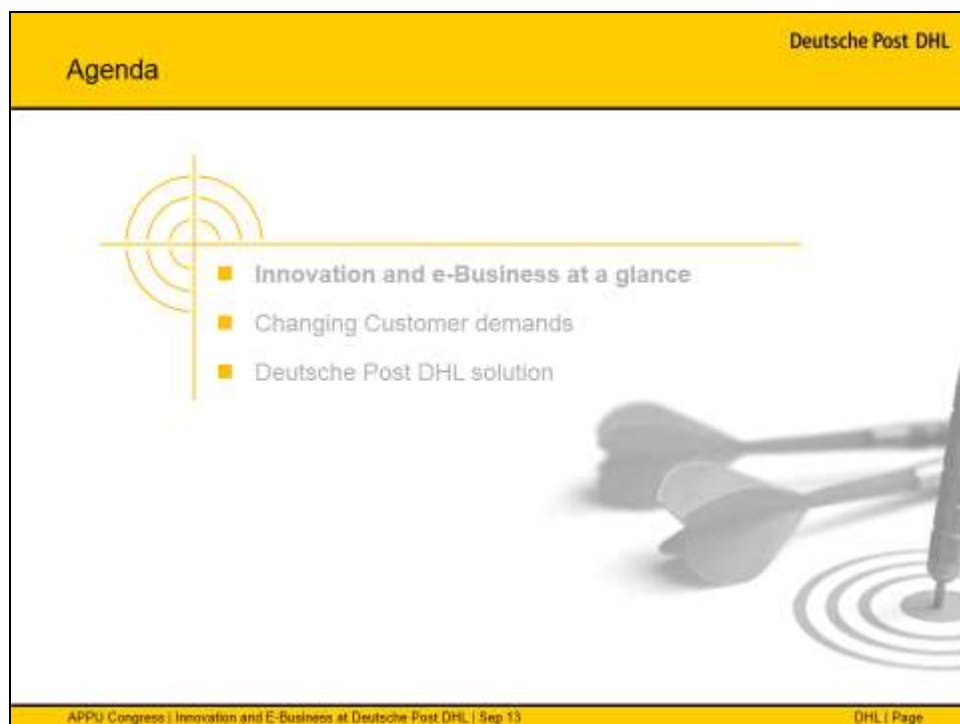 Deutsche Post DHL
Agenda
Innovation and e-Business at a glance
Changing Customer demands
Deutsche Post DHL solution
APPU Congress | Innovation and E-Business at Deutsche Post DHL | Sep 13
DHL | Page